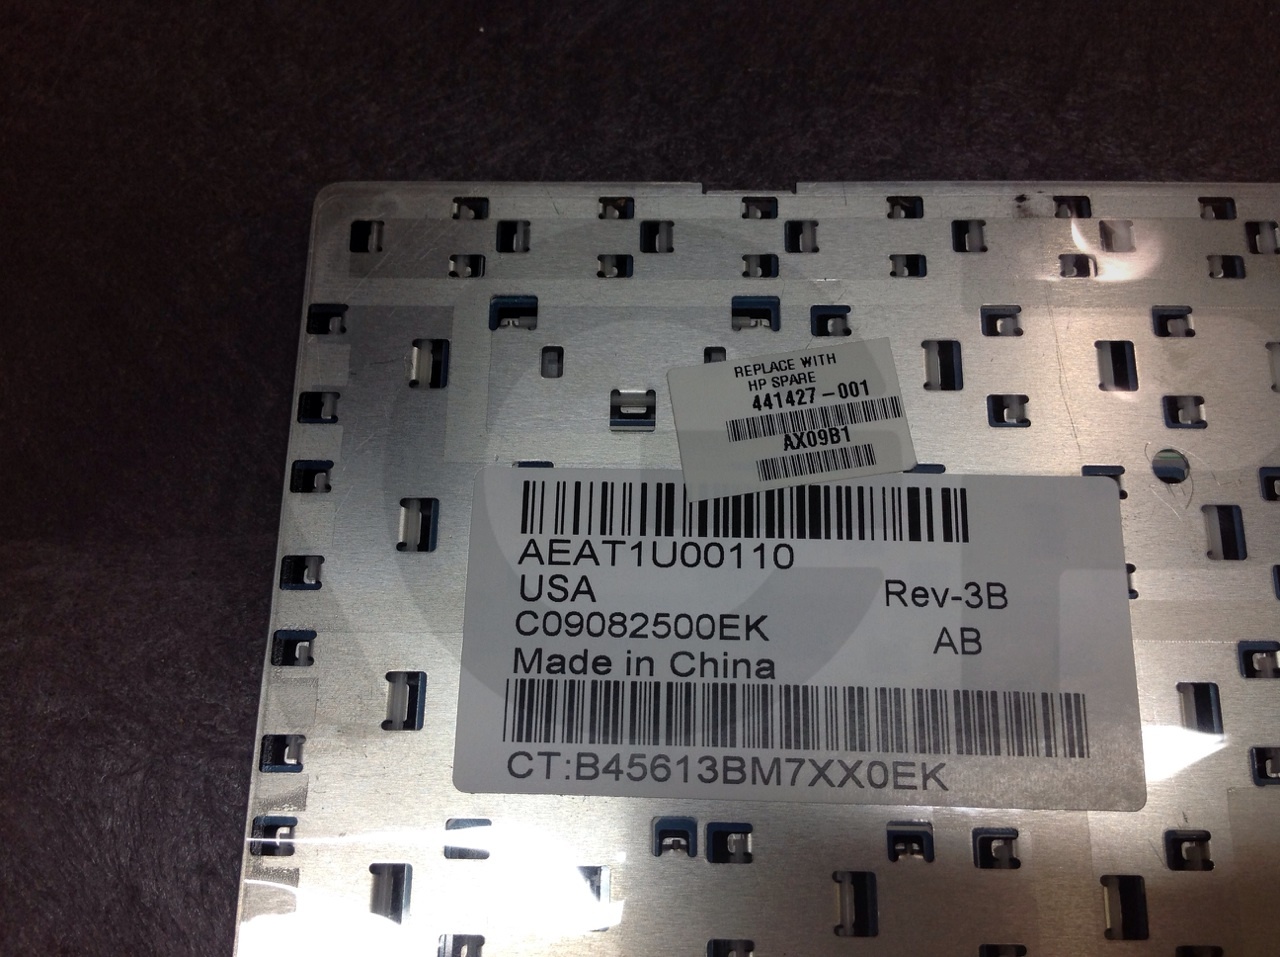 REPLACE WITH
HP SPARE
441427-001
AX09B1
AEAT1U00110
USA
Rev-3B
C09082500EK
AB
Made in China
CT:B45613BM7XX0EK